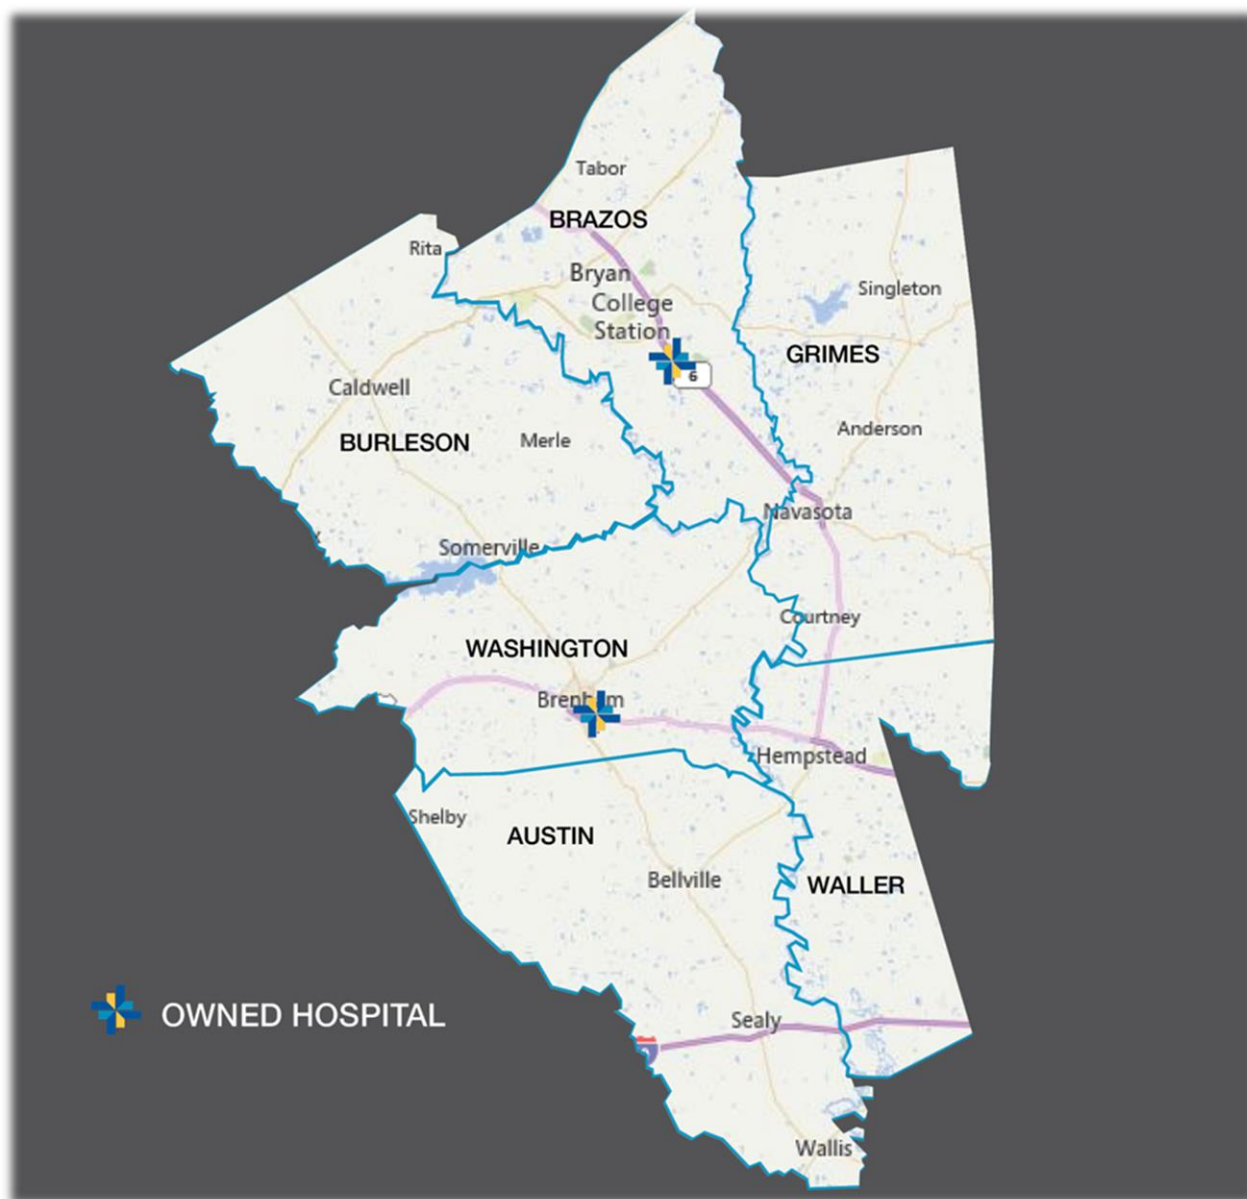 Tabor
BRAZOS
Rita
Bryan
College
Station
6
Singleton
GRIMES
Caldwell
BURLESON
Merle
Anderson
Navasota
Somerville
Courtney
WASHINGTON
Hempstead
Shelby
AUSTIN
Bellville
WALLER
OWNED HOSPITAL
Sealy
Wallis